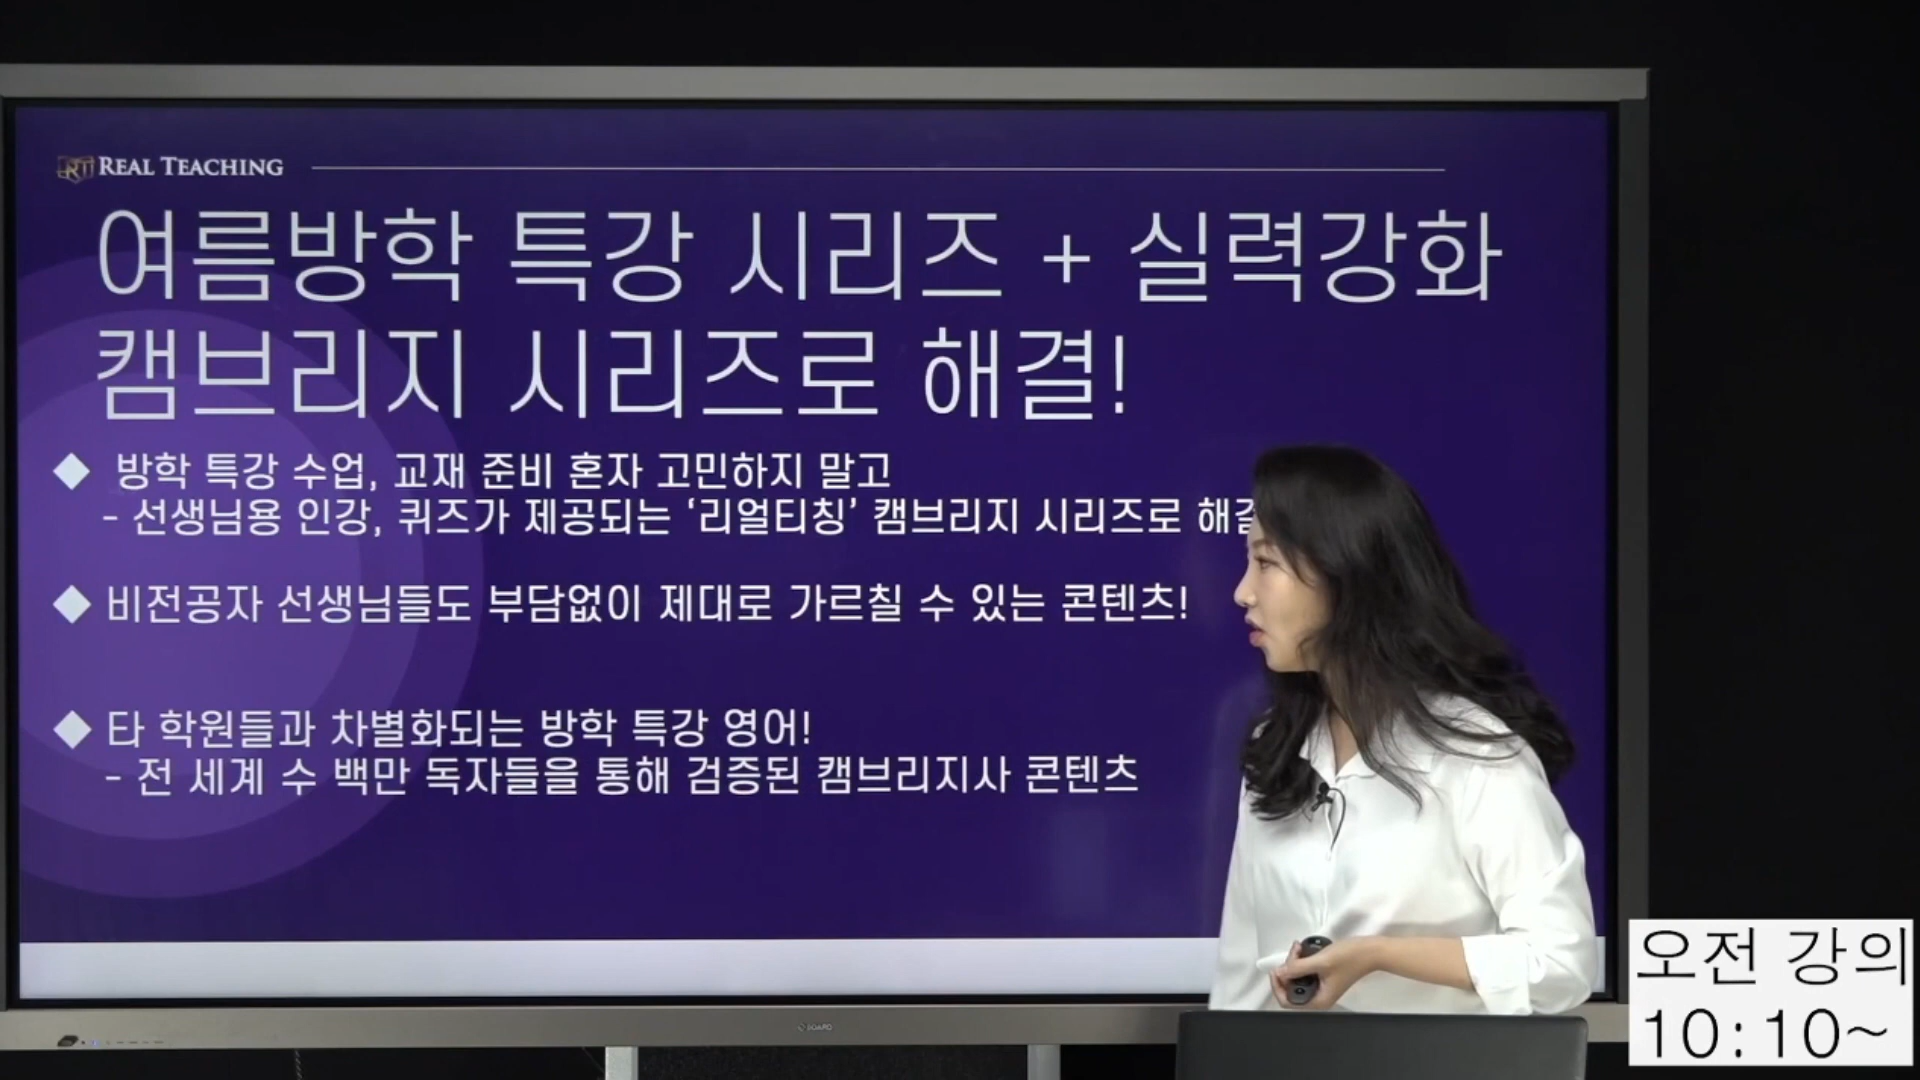 REAL TEACHING
여름방학 특강 시리즈 + 실력강화
캠브리지 시리즈로 해결!
◆ 방학 특강 수업, 교재 준비 혼자 고민하지 말고
- 선생님용 인강, 퀴즈가 제공되는 ‘리얼티칭’ 캠브리지 시리즈로
◆ 비전공자 선생님들도 부담없이 제대로 가르칠 수 있는 콘텐츠!
◆ 타 학원들과 차별화되는 방학 특강 영어!
- 전 세계 수 백만 독자들을 통해 검증된 캠브리지사 콘텐츠
오전 강의
10:10~